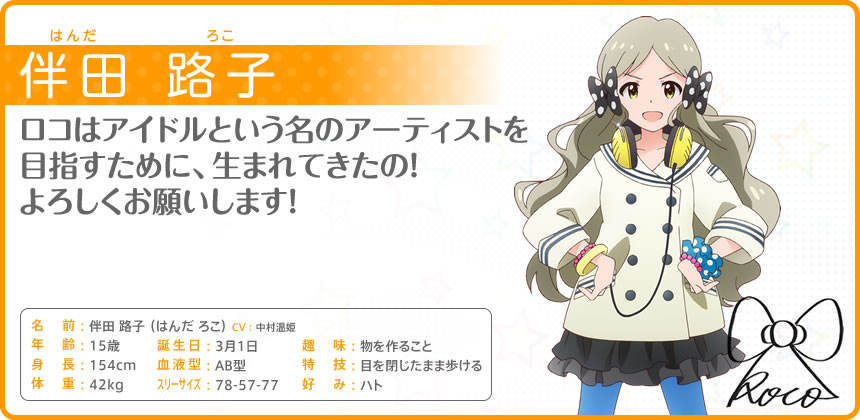 はんだ ろこ
伴田 路子
ロコはアイドルという名のアーティストを
目指すために、生まれてきたの!
よろしくお願いします!
名 前 : 伴田 路子 (はんだ ろこ) CV : 中村温姫
年 齢 : 15歳 誕生日 : 3月1日 趣 味 : 物を作ること
身 長 : 154cm 血液型 : AB型 特 技 : 目を閉じたまま歩ける
体 重 : 42kg スリーサイズ : 78-57-77 好 み : ハト
Roco